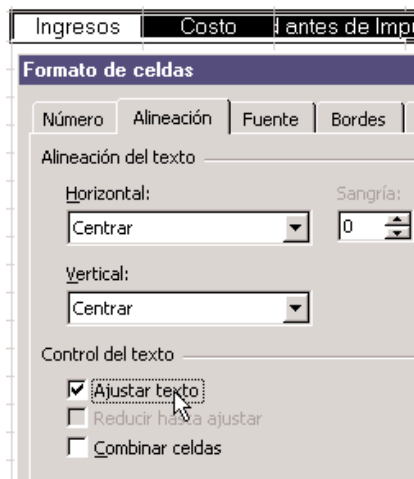 Ingresos Costo antes de Imp
Formato de celdas
Número Alineación Fuente Bordes
Alineación del texto
Horizontal: Sangría:
Centrar 0
Vertical:
Centrar
Control del texto
Ajustar texto
Reducir hasta ajustar
Combinar celdas